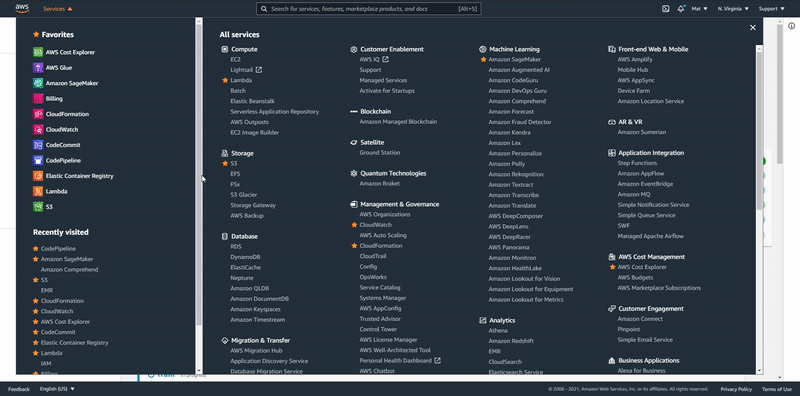 aws
Services
Search for services, features, marketplace products, and docs
[Alt+S]
Mat
N. Virginia
Support
Favorites
AWS Cost Explorer
AWS Glue
Amazon SageMaker
Billing
CloudFormation
CloudWatch
CodeCommit
CodePipeline
Elastic Container Registry
Lambda
S3
Recently visited
CodePipeline
Amazon SageMaker
Amazon Comprehend
S3
EMR
CloudFormation
CloudWatch
AWS Cost Explorer
CodeCommit
Elastic Container Registry
Lambda
IAM
Billing
All services
Compute
EC2
Lightsail
Lambda
Batch
Elastic Beanstalk
Serverless Application Repository
AWS Outposts
EC2 Image Builder
Storage
S3
EFS
FSx
S3 Glacier
Storage Gateway
AWS Backup
Database
RDS
DynamoDB
ElastiCache
Neptune
Amazon QLDB
Amazon DocumentDB
Amazon Keyspaces
Amazon Timestream
Migration & Transfer
AWS Migration Hub
Application Discovery Service
Database Migration Service
Customer Enablement
AWS IQ
Support
Managed Services
Activate for Startups
Blockchain
Amazon Managed Blockchain
Satellite
Ground Station
Quantum Technologies
Amazon Braket
Management & Governance
AWS Organizations
CloudWatch
AWS Auto Scaling
CloudFormation
CloudTrail
Config
OpsWorks
Service Catalog
Systems Manager
AWS AppConfig
Trusted Advisor
Control Tower
AWS License Manager
AWS Well-Architected Tool
Personal Health Dashboard
AWS Chatbot
Machine Learning
Amazon SageMaker
Amazon Augmented AI
Amazon CodeGuru
Amazon DevOps Guru
Amazon Comprehend
Amazon Forecast
Amazon Fraud Detector
Amazon Kendra
Amazon Lex
Amazon Personalize
Amazon Polly
Amazon Rekognition
Amazon Textract
Amazon Transcribe
Amazon Translate
AWS DeepComposer
AWS DeepLens
AWS DeepRacer
AWS Panorama
Amazon Monitron
Amazon HealthLake
Amazon Lookout for Vision
Amazon Lookout for Equipment
Amazon Lookout for Metrics
Analytics
Athena
Amazon Redshift
EMR
CloudSearch
Elasticsearch Service
Front-end Web & Mobile
AWS Amplify
Mobile Hub
AWS AppSync
Device Farm
Amazon Location Service
AR & VR
Amazon Sumerian
Application Integration
Step Functions
Amazon AppFlow
Amazon EventBridge
Amazon MQ
Simple Notification Service
Simple Queue Service
SWF
Managed Apache Airflow
AWS Cost Management
AWS Cost Explorer
AWS Budgets
AWS Marketplace Subscriptions
Customer Engagement
Amazon Connect
Pinpoint
Simple Email Service
Business Applications
Alexa for Business
Feedback
English (US)
© 2008 - 2021, Amazon Web Services, Inc. or its affiliates. All rights reserved.
Privacy Policy
Terms of Use